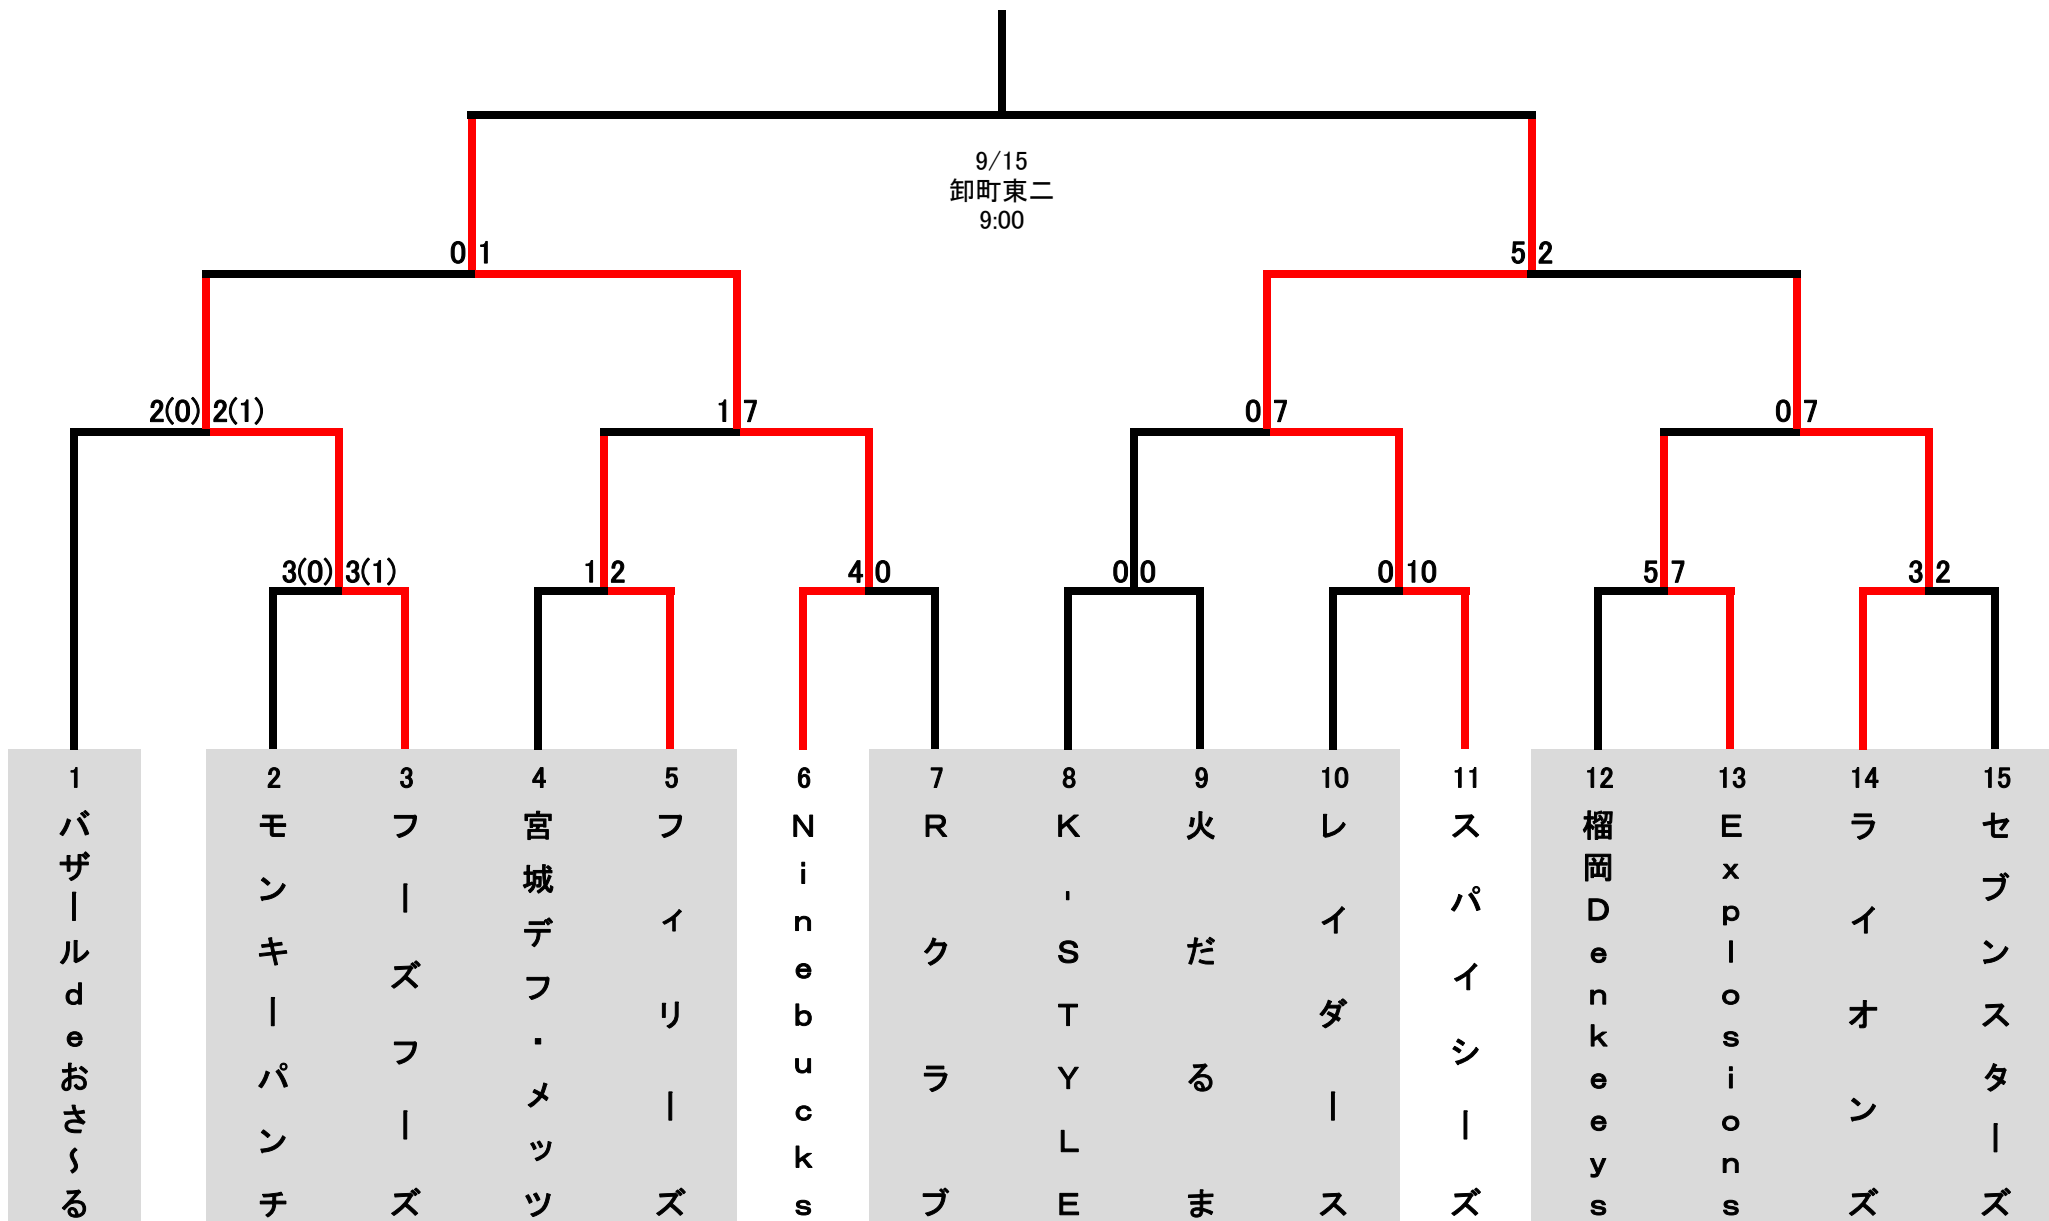 9/15
卸町東二
9:00
0 1
5 2
2(0) 2(1)
1 7
0 7
0 7
3(0) 3(1)
1 2
4 0
0 0
0 10
5 7
3 2
1 バザールdeおさ~る
2 モンキーパンチ
3 フーズフーズ
4 宮城デフ・メッツ
5 フィリーズ
6 Ninebucks
7 Rクラブ
8 K'STYLE
9 火だるま
10 レイダース
11 スパイシーズ
12 榴岡Denkeys
13 Explosions
14 ライオンズ
15 セブンスターズ